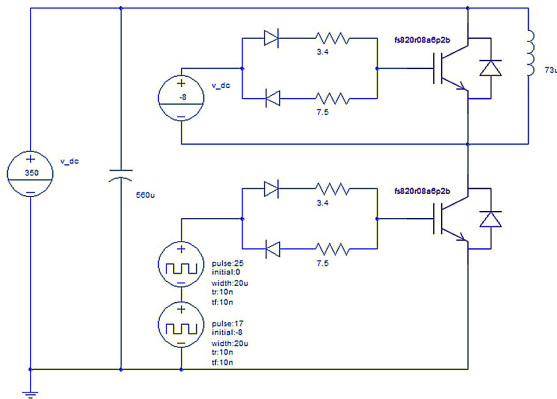 fs820r08a6p2b
3.4
+
-8
v_dc
7.5
73u
+
350
v_dc
560u
fs820r08a6p2b
3.4
7.5
+
pulse:25
initial:0
width:20u
tr:10n
tf:10n
+
pulse:17
initial:-8
width:20u
tr:10n
tf:10n